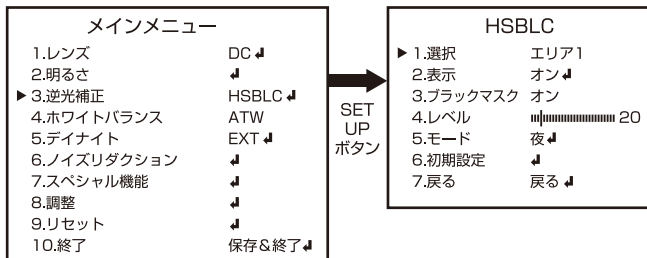 メインメニュー
1.レンズ DC↲
2.明るさ ↲
▶3.逆光補正 HSBLC↲
4.ホワイトバランス ATW
5.デイナイト EXT↲
6.ノイズリダクション ↲
7.スペシャル機能 ↲
8.調整 ↲
9.リセット ↲
10.終了 保存&終了↲
SET
UP
ボタン
HSBLC
▶1.選択 エリア1
2.表示 オン↲
3.ブラックマスク オン
4.レベル 20
5.モード 夜↲
6.初期設定 ↲
7.戻る 戻る↲